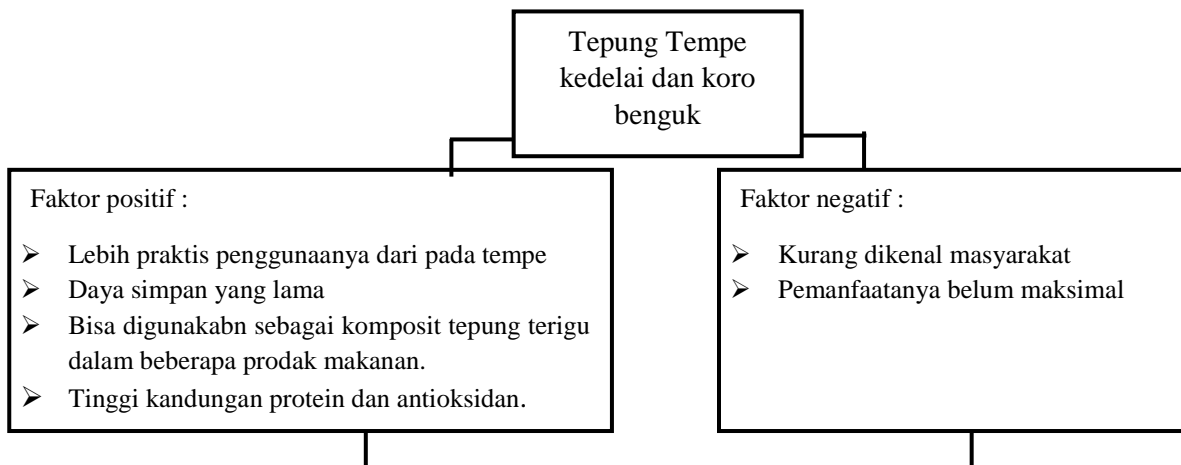 Tepung Tempe
kedelai dan koro
benguk
Faktor positif :
➢ Lebih praktis penggunaanya dari pada tempe
➢ Daya simpan yang lama
➢ Bisa digunakabn sebagai komposit tepung terigu
dalam beberapa prodak makanan.
➢ Tinggi kandungan protein dan antioksidan.
Faktor negatif :
➢ Kurang dikenal masyarakat
➢ Pemanfaatanya belum maksimal